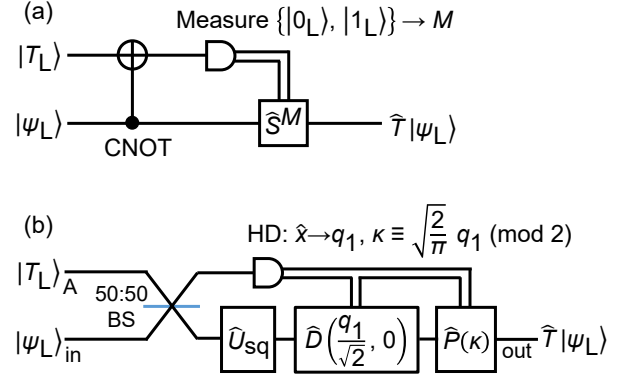 (a)
Measure {|0_L⟩, |1_L⟩} → M
|T_L⟩
|ψ_L⟩
Ŝ^M
T̂|ψ_L⟩
CNOT
(b)
HD: x̂→q_1, κ ≡ √(2/π) q_1 (mod 2)
|T_L⟩_A
50:50
BS
|ψ_L⟩_in
Û_sq
D̂(q_1/√2, 0)
P̂(κ)
out
T̂|ψ_L⟩